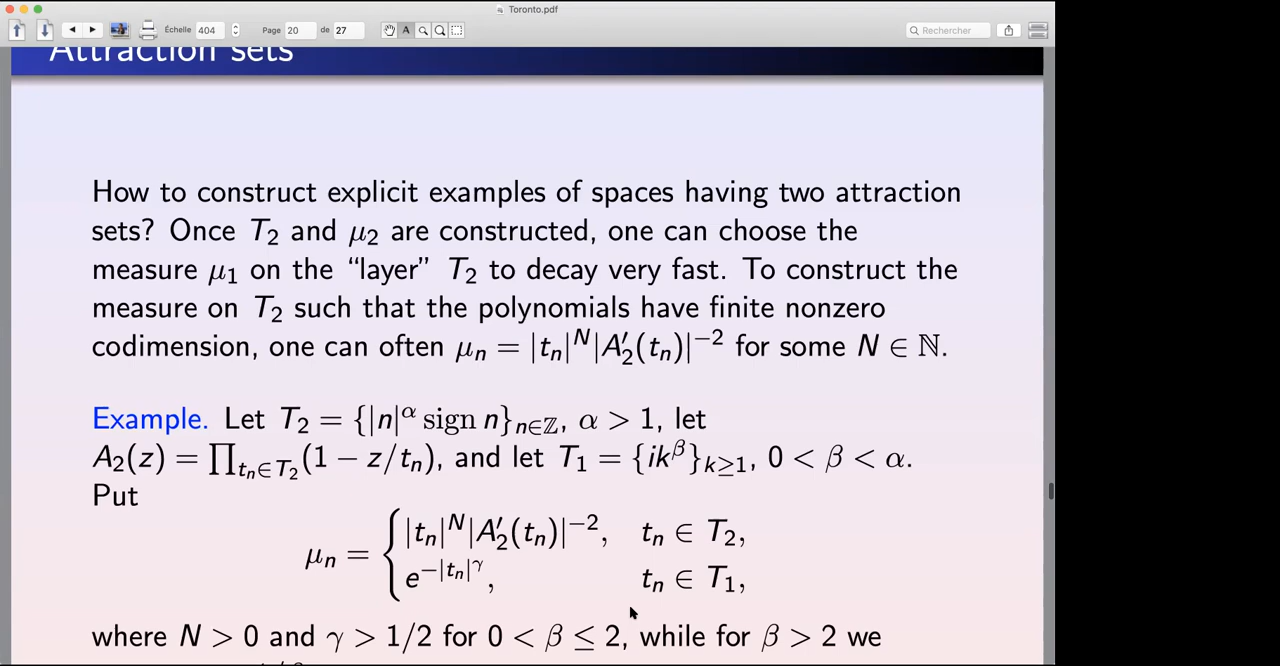 Toronto.pdf
Échelle 404 Page 20 de 27 Rechercher
Attraction sets
How to construct explicit examples of spaces having two attraction
sets? Once T₂ and μ₂ are constructed, one can choose the
measure μ₁ on the “layer” T₂ to decay very fast. To construct the
measure on T₂ such that the polynomials have finite nonzero
codimension, one can often μₙ = |tₙ|ᴺ|A₂′(tₙ)|⁻² for some N ∈ ℕ.
Example. Let T₂ = {|n|^α sign n}_{n∈ℤ}, α > 1, let
A₂(z) = ∏_{tₙ∈T₂}(1 − z/tₙ), and let T₁ = {ik^β}_{k≥1}, 0 < β < α.
Put
μₙ = { |tₙ|ᴺ|A₂′(tₙ)|⁻², tₙ ∈ T₂,
e^{−|tₙ|^γ}, tₙ ∈ T₁,
where N > 0 and γ > 1/2 for 0 < β ≤ 2, while for β > 2 we